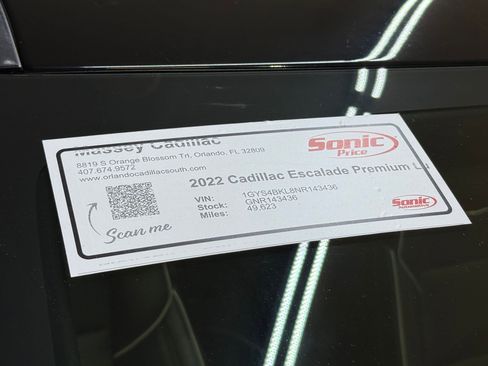 Massey Cadillac
8819 S Orange Blossom Trl, Orlando, FL 32809
407.674.9572
www.orlandocadillacsouth.com
Sonic
Price
2022 Cadillac Escalade Premium Lu
VIN: 1GYS4BKL8NR143436
Stock: GNR143436
Miles: 49,623
Scan me
Sonic